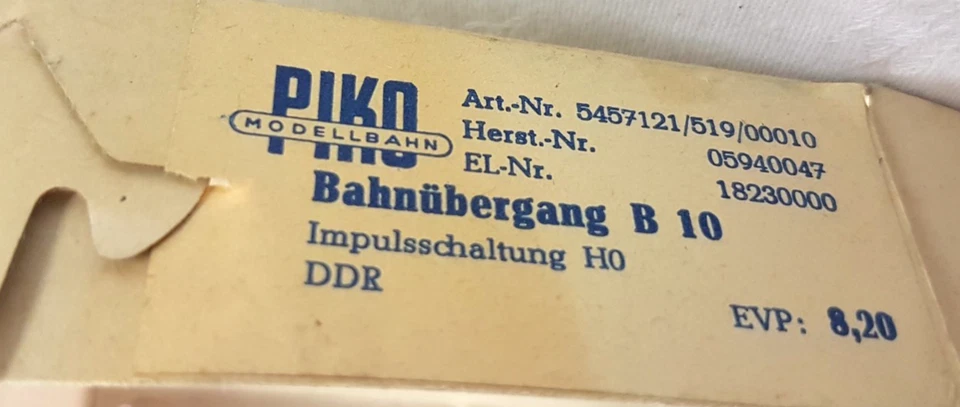 PIKO
MODELLBAHN
Art.-Nr. 5457121/519/00010
Herst.-Nr. 05940047
EL-Nr. 18230000
Bahnübergang B 10
Impulsschaltung H0
DDR
EVP: 8,20